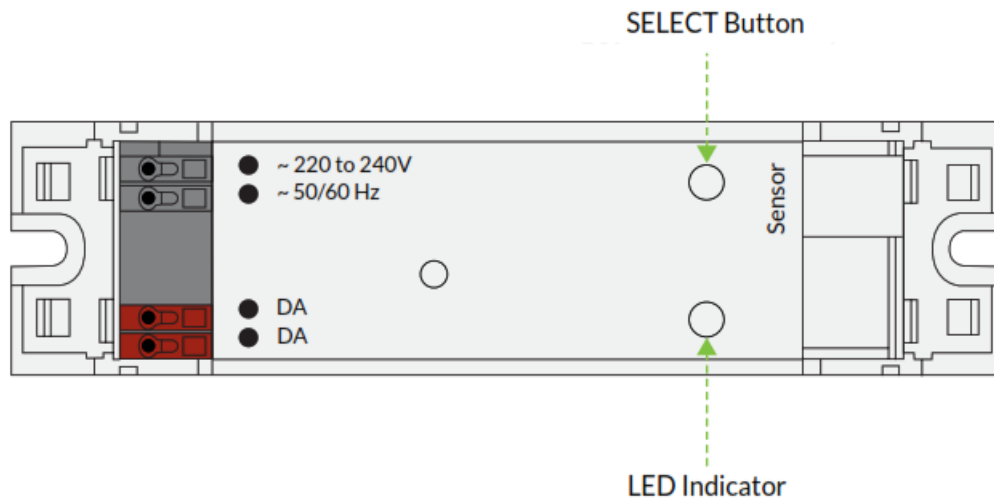 SELECT Button
~ 220 to 240V
~ 50/60 Hz
Sensor
DA
DA
LED Indicator